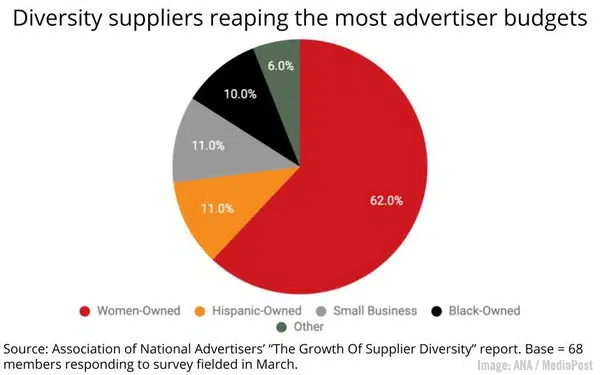 Diversity suppliers reaping the most advertiser budgets
6.0%
10.0%
11.0%
62.0%
11.0%
Women-Owned Hispanic-Owned Small Business Black-Owned
Other
Source: Association of National Advertisers’ “The Growth Of Supplier Diversity” report. Base = 68
members responding to survey fielded in March.
Image: ANA / MediaPost